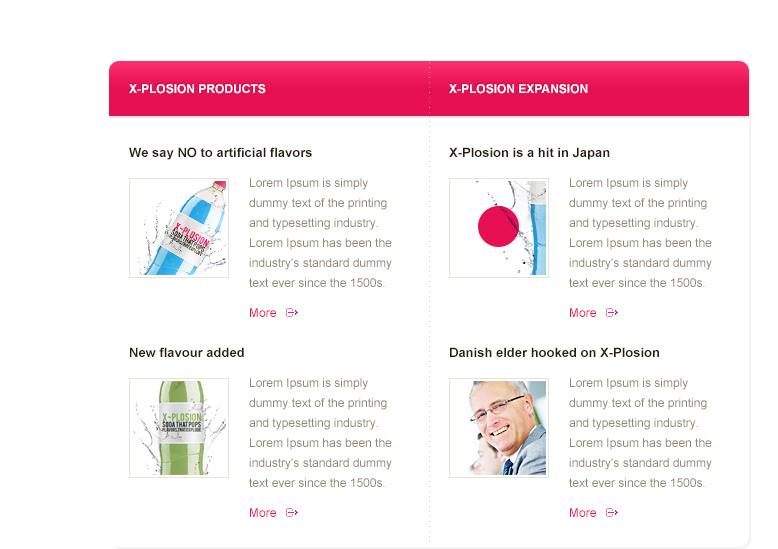 X-PLOSION PRODUCTS
We say NO to artificial flavors
X-PLOSION
SODA THAT POPS
Lorem Ipsum is simply
dummy text of the printing
and typesetting industry.
Lorem Ipsum has been the
industry's standard dummy
text ever since the 1500s.
More
New flavour added
X-PLOSION
SODA THAT POPS
FLAVORS THAT EXPLODE
Lorem Ipsum is simply
dummy text of the printing
and typesetting industry.
Lorem Ipsum has been the
industry's standard dummy
text ever since the 1500s.
More
X-PLOSION EXPANSION
X-Plosion is a hit in Japan
Lorem Ipsum is simply
dummy text of the printing
and typesetting industry.
Lorem Ipsum has been the
industry's standard dummy
text ever since the 1500s.
More
Danish elder hooked on X-Plosion
Lorem Ipsum is simply
dummy text of the printing
and typesetting industry.
Lorem Ipsum has been the
industry's standard dummy
text ever since the 1500s.
More